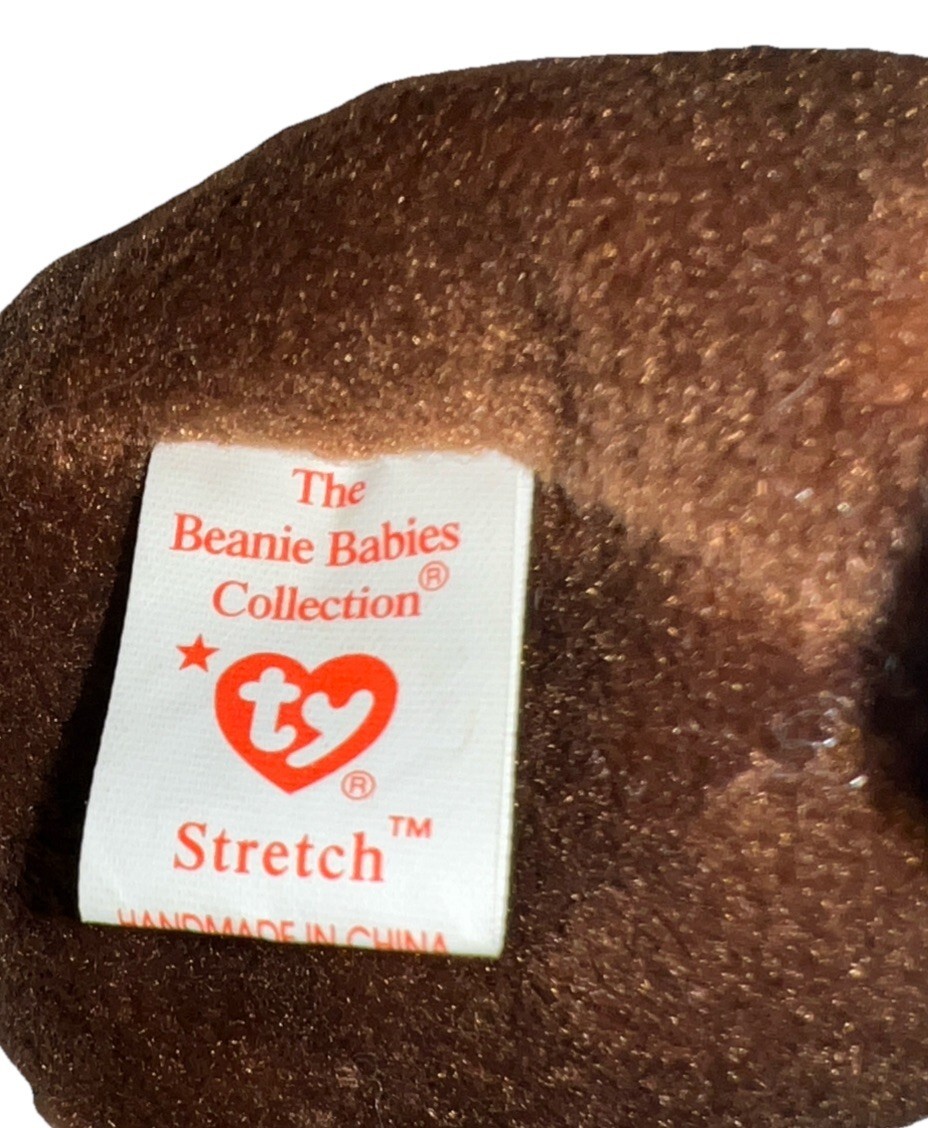 The
Beanie Babies
Collection®
ty®
Stretch™
HANDMADE IN CHINA